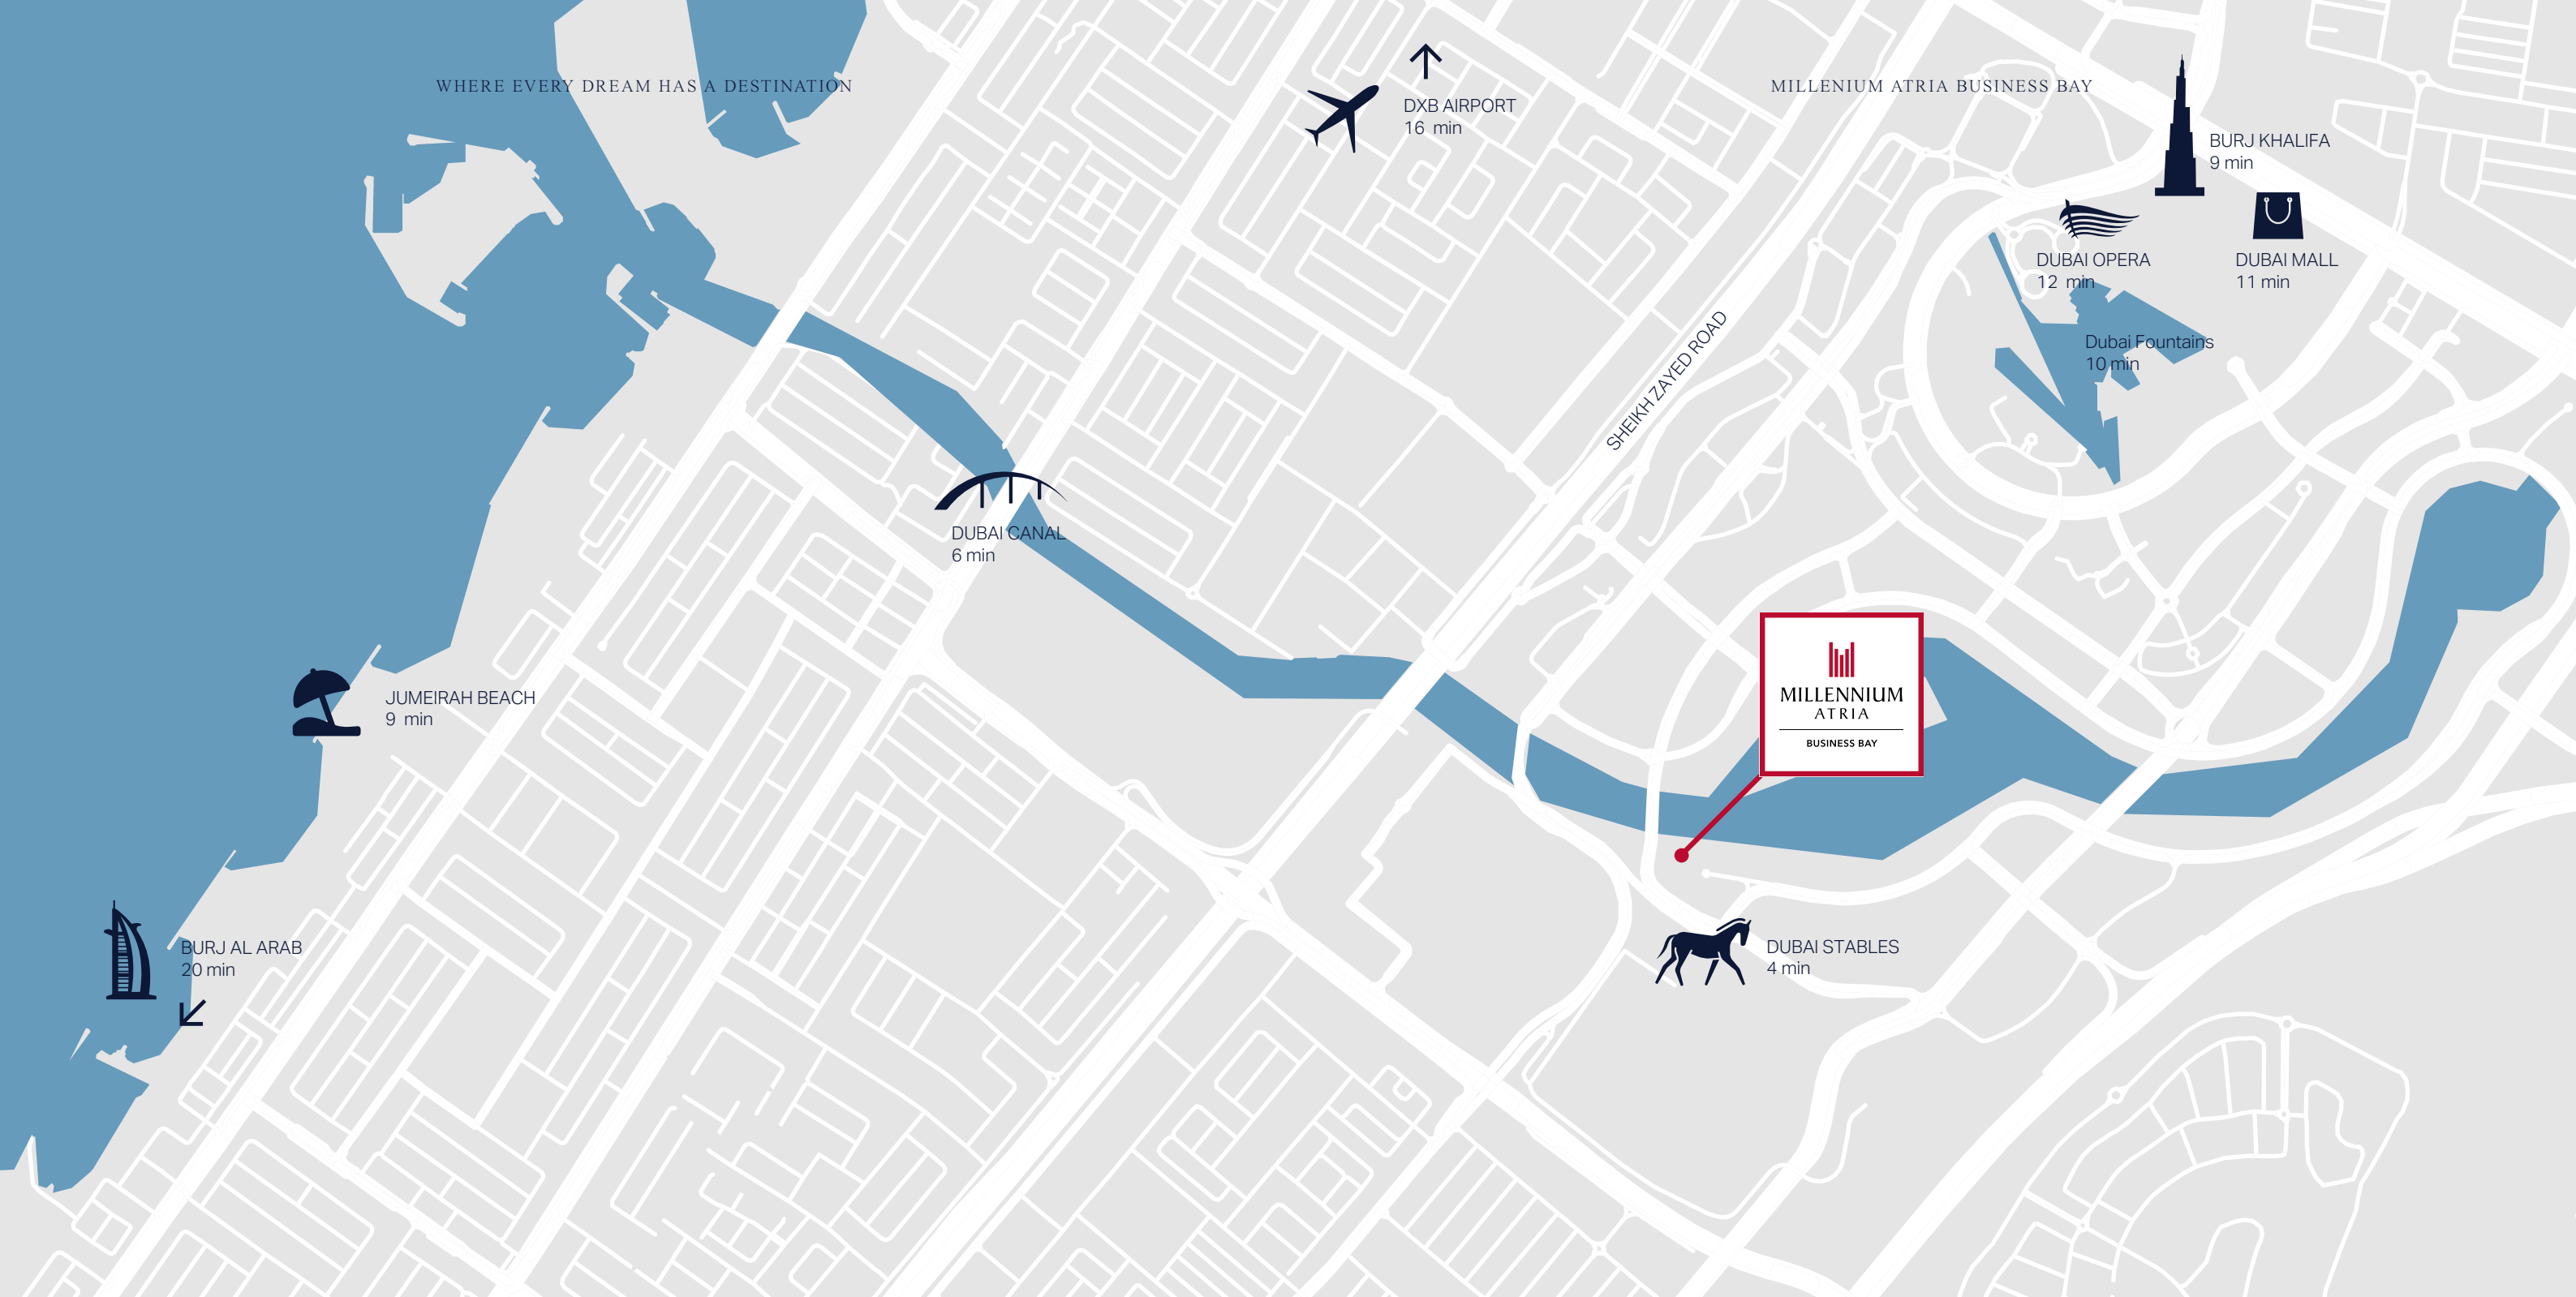 WHERE EVERY DREAM HAS A DESTINATION
MILLENIUM ATRIA BUSINESS BAY
DXB AIRPORT
16 min
BURJ KHALIFA
9 min
DUBAI OPERA
12 min
DUBAI MALL
11 min
Dubai Fountains
10 min
SHEIKH ZAYED ROAD
DUBAI CANAL
6 min
JUMEIRAH BEACH
9 min
MILLENNIUM
ATRIA
BUSINESS BAY
BURJ AL ARAB
20 min
DUBAI STABLES
4 min